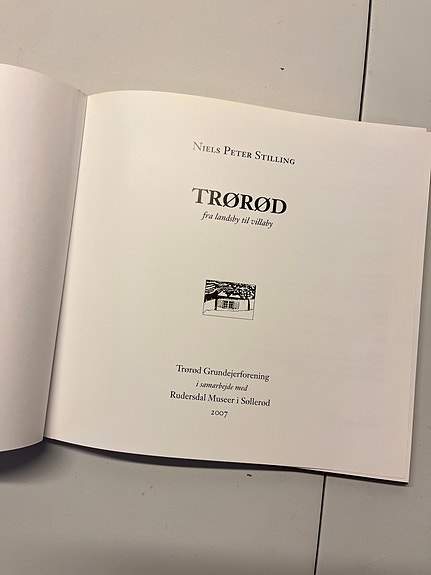 Niels Peter Stilling
TRØRØD
fra landsby til villaby
Trørød Grundejerforening
i samarbejde med
Rudersdal Museer i Søllerød
2007